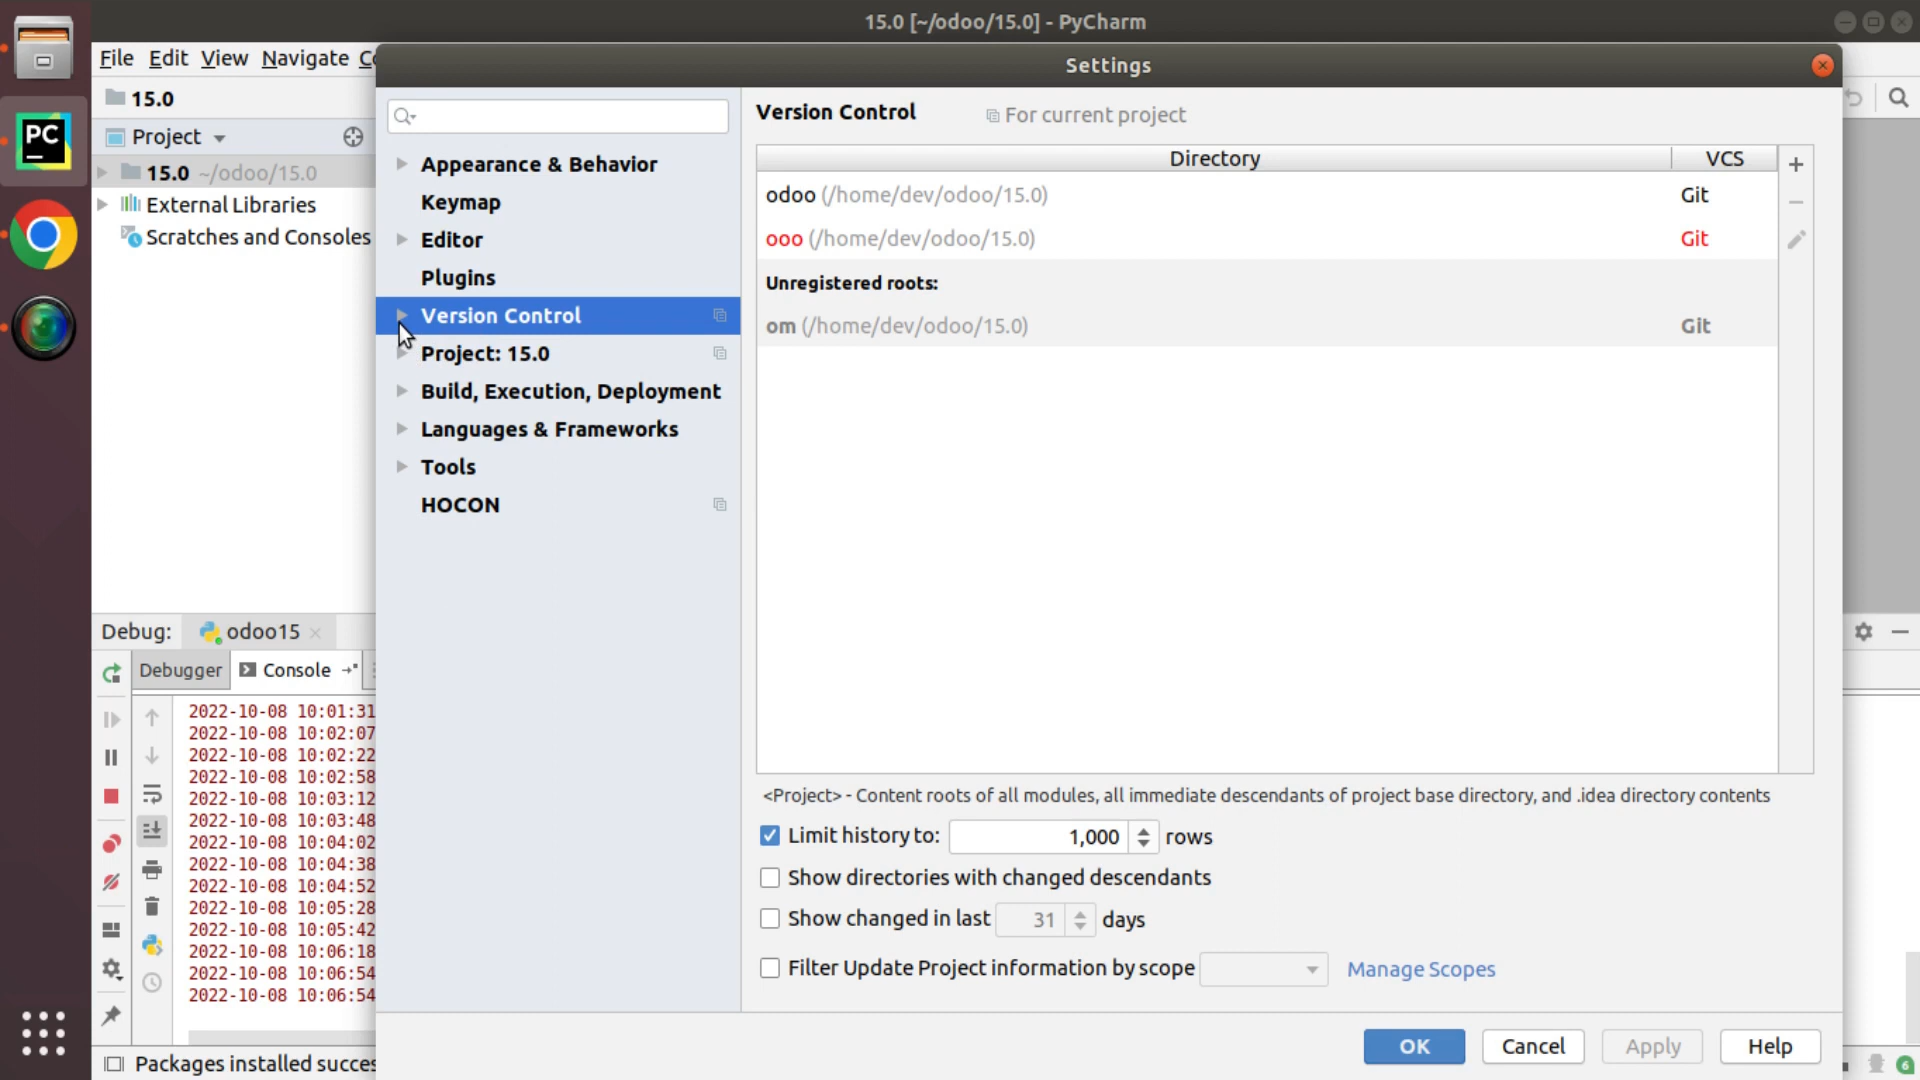 15.0 [~/odoo/15.0] - PyCharm
File Edit View Navigate
Settings
15.0
Project
15.0 ~/odoo/15.0
External Libraries
Scratches and Consoles
PC
Appearance & Behavior
Keymap
Editor
Plugins
Version Control
Project: 15.0
Build, Execution, Deployment
Languages & Frameworks
Tools
HOCON
Version Control For current project
Directory VCS
odoo (/home/dev/odoo/15.0) Git
ooo (/home/dev/odoo/15.0) Git
Unregistered roots:
om (/home/dev/odoo/15.0) Git
<Project> - Content roots of all modules, all immediate descendants of project base directory, and .idea directory contents
Limit history to: 1,000 rows
Show directories with changed descendants
Show changed in last 31 days
Filter Update Project information by scope Manage Scopes
OK Cancel Apply Help
Debug: odoo15
Debugger Console
2022-10-08 10:01:31
2022-10-08 10:02:07
2022-10-08 10:02:22
2022-10-08 10:02:58
2022-10-08 10:03:12
2022-10-08 10:03:48
2022-10-08 10:04:02
2022-10-08 10:04:38
2022-10-08 10:04:52
2022-10-08 10:05:28
2022-10-08 10:05:42
2022-10-08 10:06:18
2022-10-08 10:06:54
2022-10-08 10:06:54
Packages installed succes
6